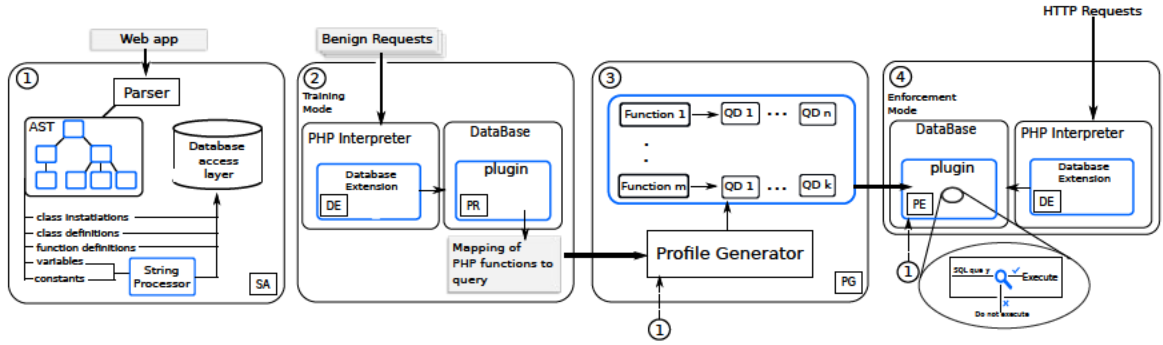 Web app
1
Parser
AST
Database
access
layer
class instatiations
class definitions
function definitions
variables
constants
String
Processor
SA
Benign Requests
2
Training
Mode
PHP Interpreter
Database
Extension
DE
DataBase
plugin
PR
Mapping of
PHP functions to
query
3
Function 1
QD 1
...
QD n
.
.
Function m
QD 1
...
QD k
Profile Generator
PG
1
HTTP Requests
4
Enforcement
Mode
DataBase
plugin
PE
PHP Interpreter
Database
Extension
DE
1
SQL que y
Execute
Do not execute